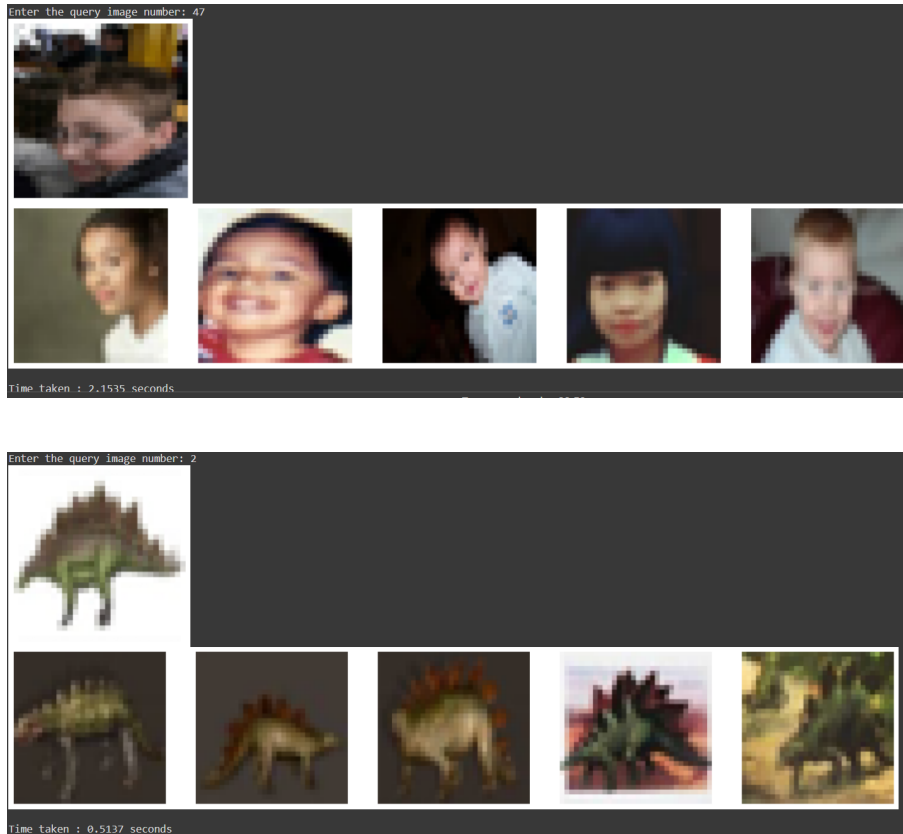 Enter the query image number: 47
Time taken : 2.1535 seconds
Enter the query image number: 2
Time taken : 0.5137 seconds